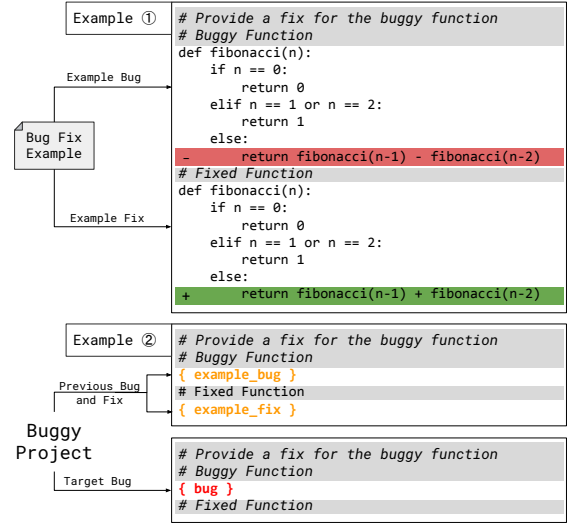 Example ①
# Provide a fix for the buggy function
# Buggy Function
def fibonacci(n):
    if n == 0:
        return 0
    elif n == 1 or n == 2:
        return 1
    else:
-       return fibonacci(n-1) - fibonacci(n-2)
# Fixed Function
def fibonacci(n):
    if n == 0:
        return 0
    elif n == 1 or n == 2:
        return 1
    else:
+       return fibonacci(n-1) + fibonacci(n-2)
Example Bug
Bug Fix
Example
Example Fix
Example ②
# Provide a fix for the buggy function
# Buggy Function
{ example_bug }
# Fixed Function
{ example_fix }
Previous Bug
and Fix
Buggy
Project
Target Bug
# Provide a fix for the buggy function
# Buggy Function
{ bug }
# Fixed Function